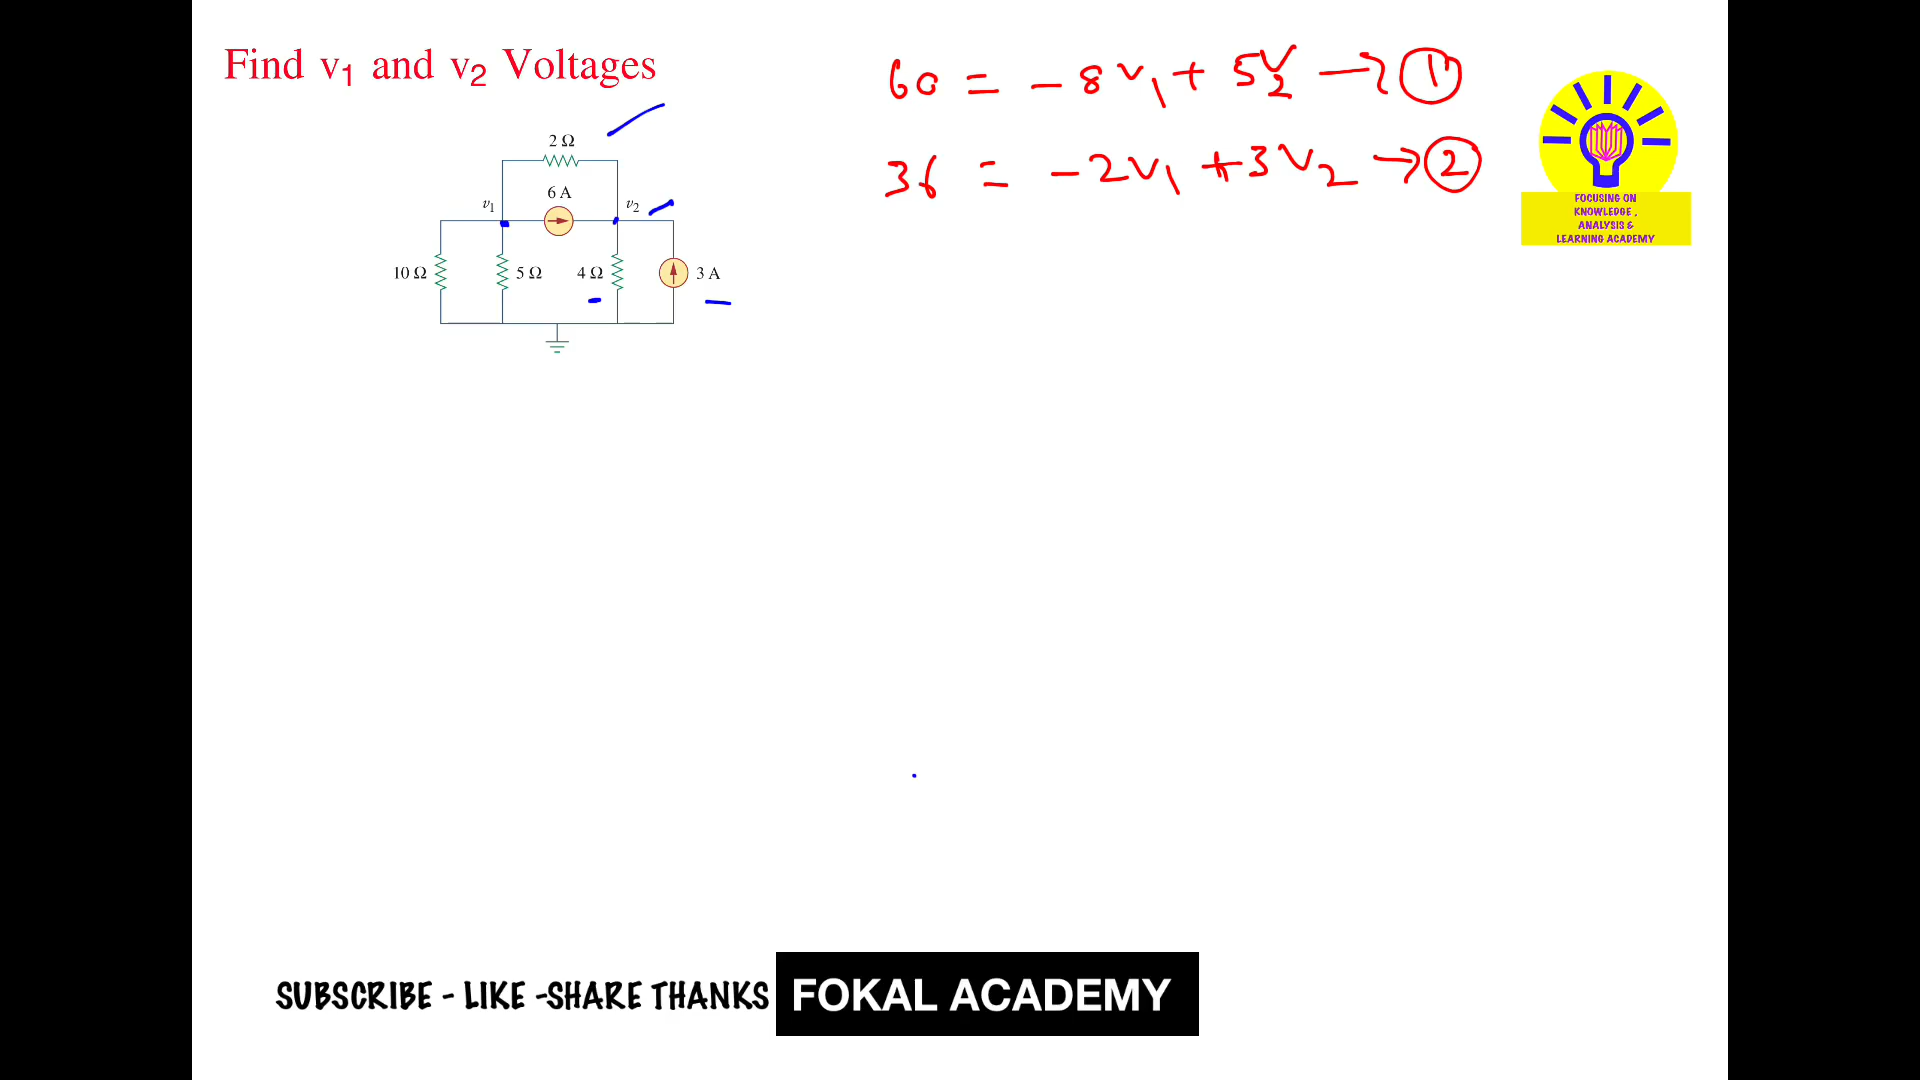 Find v₁ and v₂ Voltages
60 = -8v₁ + 5v₂ → ①
36 = -2v₁ + 3v₂ → ②
2 Ω
6 A
v₁
v₂
10 Ω
5 Ω
4 Ω
3 A
FOCUSING ON
KNOWLEDGE ,
ANALYSIS &
LEARNING ACADEMY
SUBSCRIBE - LIKE -SHARE THANKS
FOKAL ACADEMY